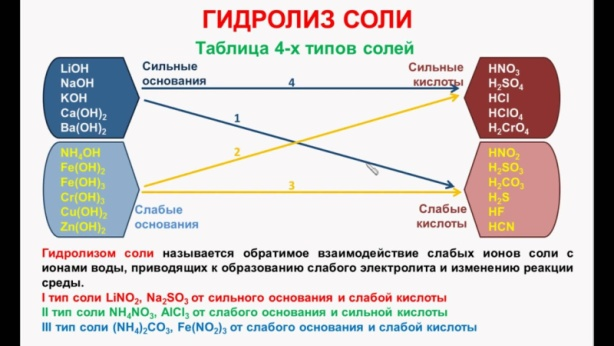 ГИДРОЛИЗ СОЛИ
Таблица 4-х типов солей
LiOH
NaOH
KOH
Ca(OH)₂
Ba(OH)₂
Сильные
основания
Сильные
кислоты
HNO₃
H₂SO₄
HCl
HClO₄
H₂CrO₄
4
1
2
3
NH₄OH
Fe(OH)₂
Fe(OH)₃
Cr(OH)₃
Cu(OH)₂
Zn(OH)₂
Слабые
основания
Слабые
кислоты
HNO₂
H₂SO₃
H₂CO₃
H₂S
HF
HCN
Гидролизом соли называется обратимое взаимодействие слабых ионов соли с
ионами воды, приводящих к образованию слабого электролита и изменению реакции
среды.
I тип соли LiNO₂, Na₂SO₃ от сильного основания и слабой кислоты
II тип соли NH₄NO₃, AlCl₃ от слабого основания и сильной кислоты
III тип соли (NH₄)₂CO₃, Fe(NO₂)₃ от слабого основания и слабой кислоты